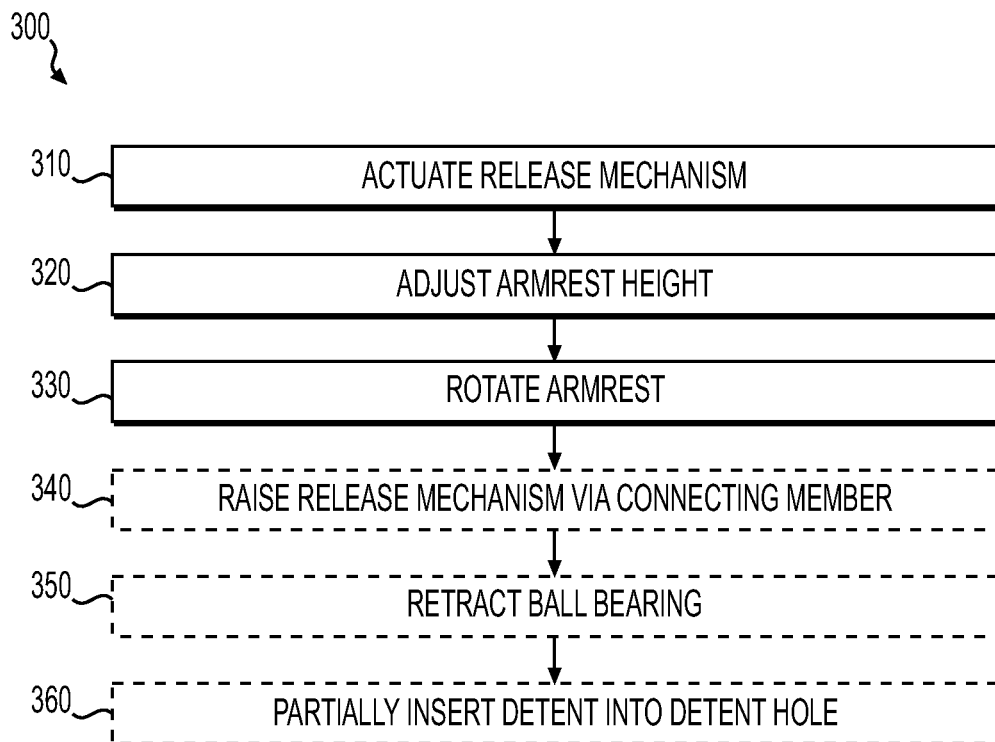 300
310
ACTUATE RELEASE MECHANISM
320
ADJUST ARMREST HEIGHT
330
ROTATE ARMREST
340
RAISE RELEASE MECHANISM VIA CONNECTING MEMBER
350
RETRACT BALL BEARING
360
PARTIALLY INSERT DETENT INTO DETENT HOLE